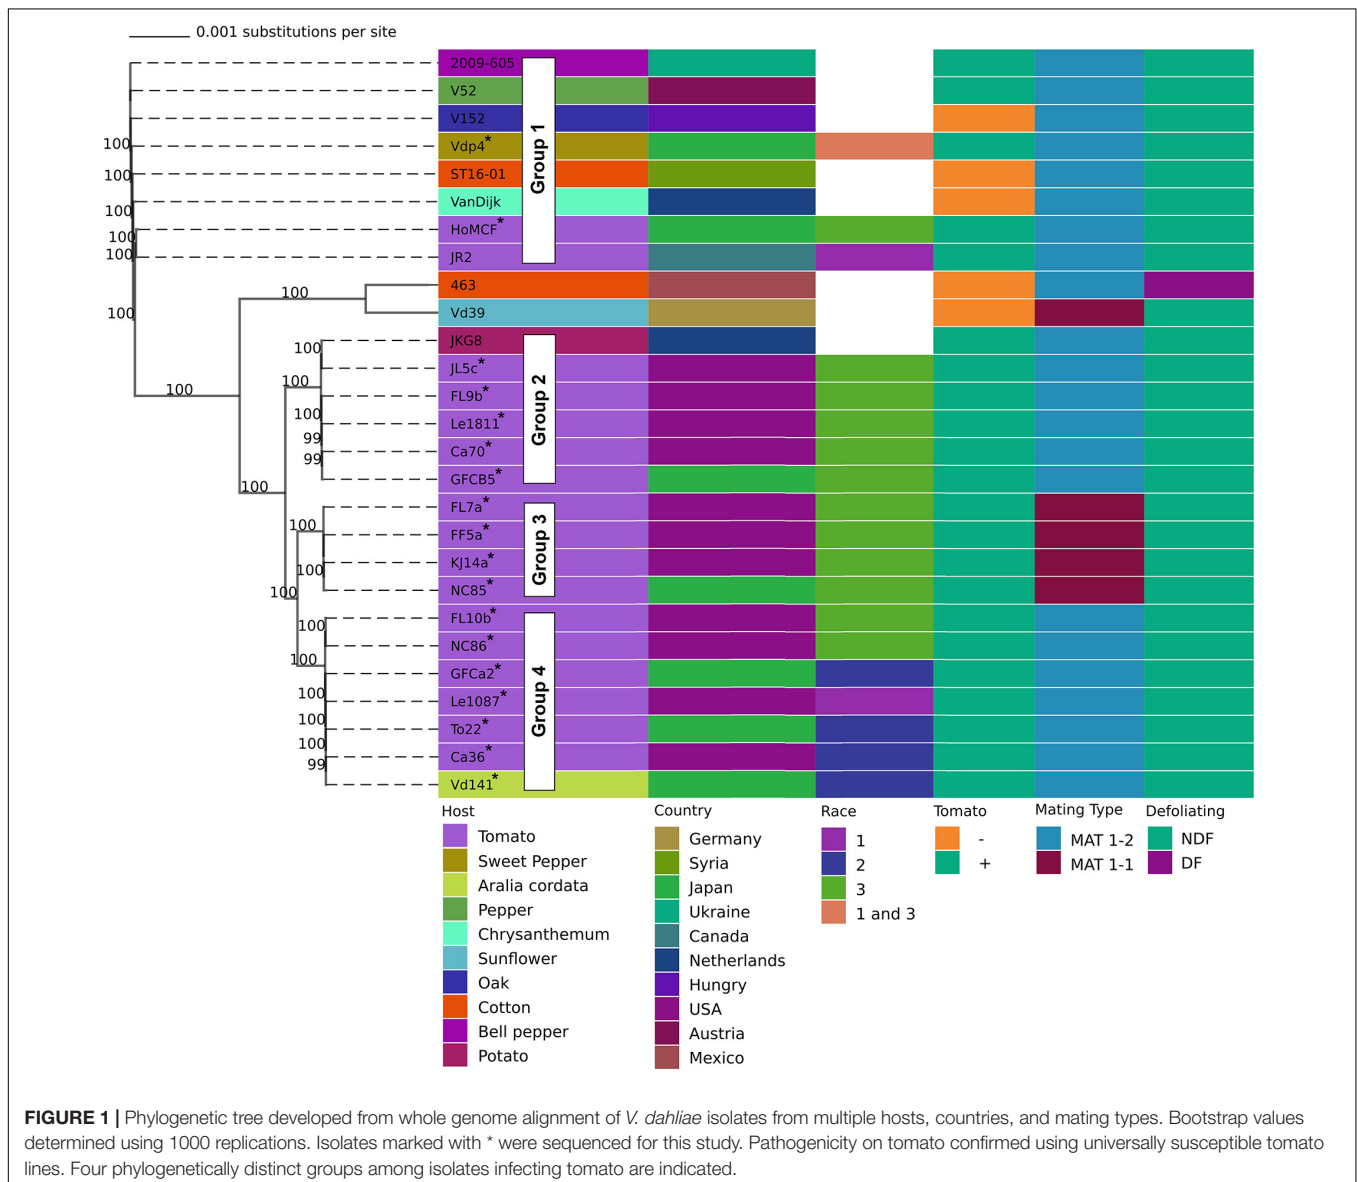 0.001 substitutions per site
2009-605
V52
V152
100
Vdp4*
100
ST16-01
100
VanDijk
100
HoMCF*
100
JR2
Group 1
100
463
100
Vd39
100
JKG8
100
JL5c*
100
FL9b*
100
Le1811*
99
Ca70*
99
GFCB5*
Group 2
100
FL7a*
100
FF5a*
100
KJ14a*
100
NC85*
Group 3
100
FL10b*
100
NC86*
100
GFCa2*
100
Le1087*
100
To22*
100
Ca36*
99
Vd141*
Group 4
Host
Tomato
Sweet Pepper
Aralia cordata
Pepper
Chrysanthemum
Sunflower
Oak
Cotton
Bell pepper
Potato
Country
Germany
Syria
Japan
Ukraine
Canada
Netherlands
Hungry
USA
Austria
Mexico
Race
1
2
3
1 and 3
Tomato
-
+
Mating Type
MAT 1-2
MAT 1-1
Defoliating
NDF
DF
FIGURE 1 | Phylogenetic tree developed from whole genome alignment of V. dahliae isolates from multiple hosts, countries, and mating types. Bootstrap values
determined using 1000 replications. Isolates marked with * were sequenced for this study. Pathogenicity on tomato confirmed using universally susceptible tomato
lines. Four phylogenetically distinct groups among isolates infecting tomato are indicated.